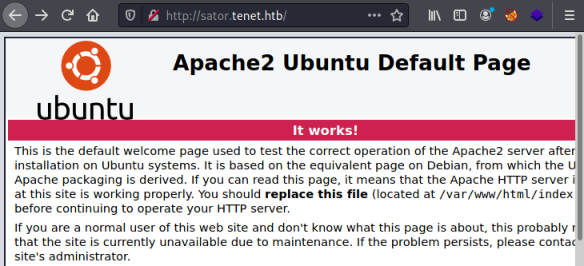 http://sator.tenet.htb/
Apache2 Ubuntu Default Page
ubuntu
It works!
This is the default welcome page used to test the correct operation of the Apache2 server after
installation on Ubuntu systems. It is based on the equivalent page on Debian, from which the U
Apache packaging is derived. If you can read this page, it means that the Apache HTTP server i
at this site is working properly. You should replace this file (located at /var/www/html/index
before continuing to operate your HTTP server.
If you are a normal user of this web site and don't know what this page is about, this probably
that the site is currently unavailable due to maintenance. If the problem persists, please contac
site's administrator.